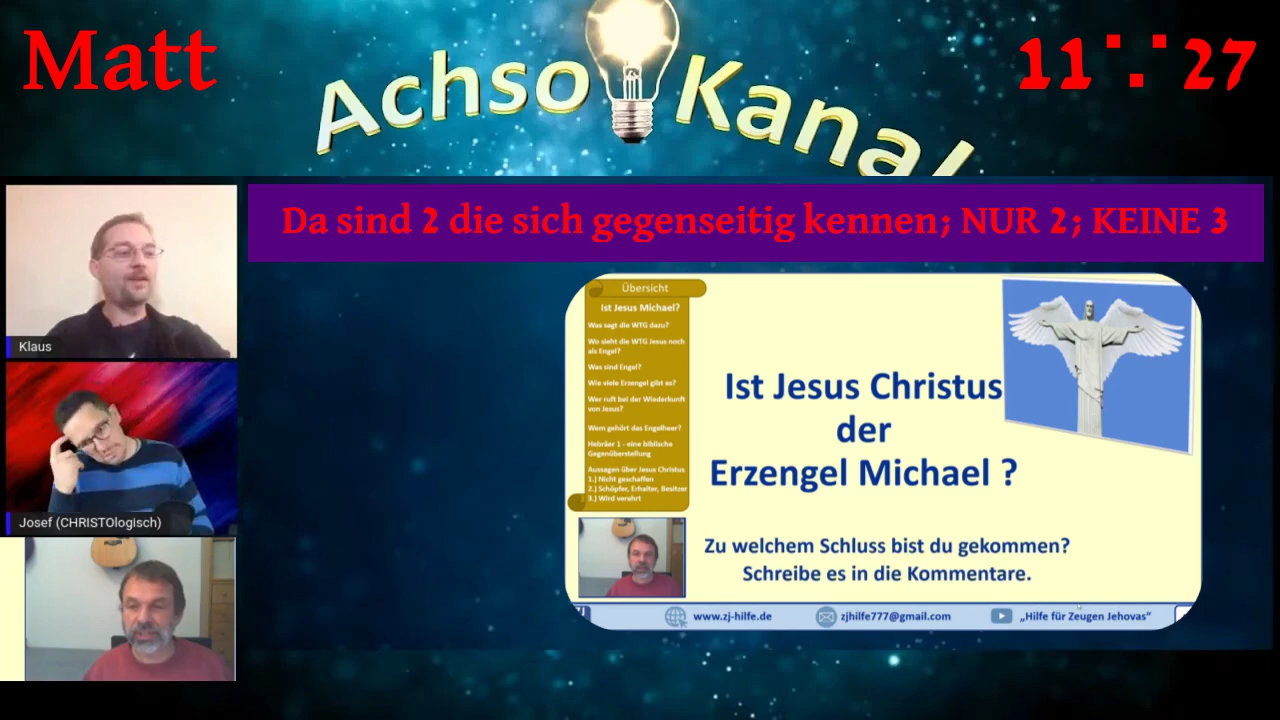 Matt
Achso Kanal
11 27
Da sind 2 die sich gegenseitig kennen; NUR 2; KEINE 3
Klaus
Josef (CHRISTOlogisch)
Übersicht
Ist Jesus Michael?
Was sagt die WTG dazu?
Wo sieht die WTG Jesus noch
als Engel?
Was sind Engel?
Wie viele Erzengel gibt es?
Wer ruft bei der Wiederkunft
von Jesus?
Wem gehört das Engelheer?
Hebräer 1 - eine biblische
Gegenüberstellung
Aussagen über Jesus Christus
1.) Nicht geschaffen
2.) Schöpfer, Erhalter, Besitzer
3.) Wird verehrt
Ist Jesus Christus
der
Erzengel Michael ?
Zu welchem Schluss bist du gekommen?
Schreibe es in die Kommentare.
www.zj-hilfe.de
zjhilfe777@gmail.com
„Hilfe für Zeugen Jehovas“